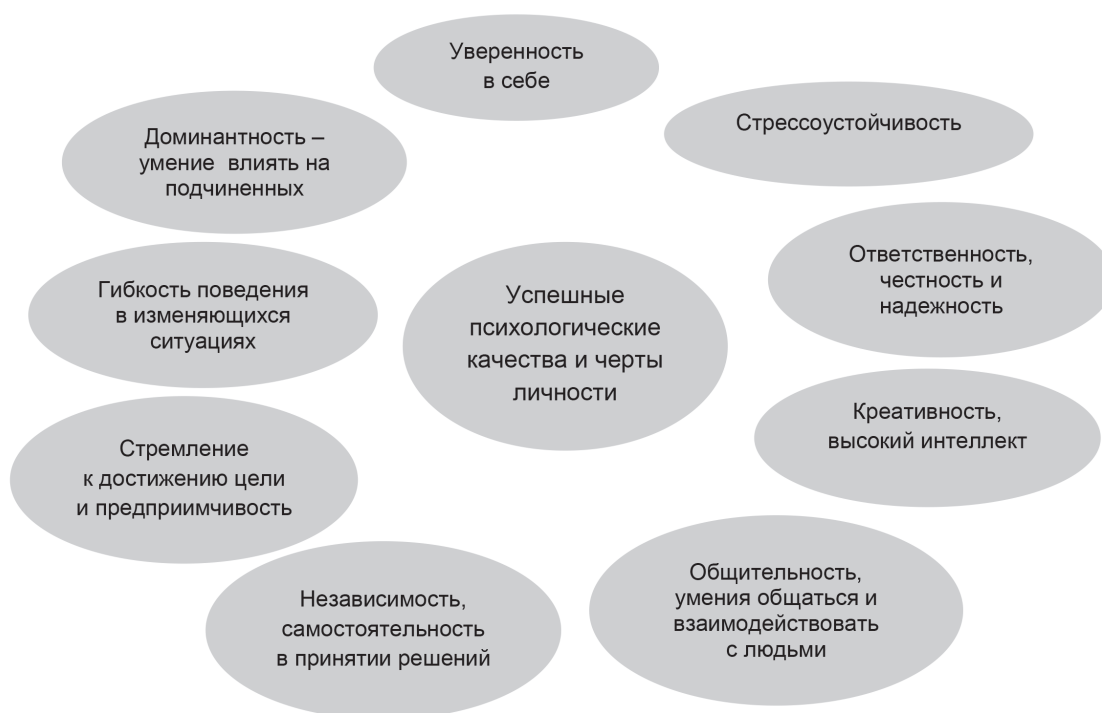 Уверенность
в себе
Стрессоустойчивость
Доминантность –
умение влиять на
подчиненных
Ответственность,
честность и
надежность
Гибкость поведения
в изменяющихся
ситуациях
Успешные
психологические
качества и черты
личности
Креативность,
высокий интеллект
Стремление
к достижению цели
и предприимчивость
Общительность,
умения общаться и
взаимодействовать
с людьми
Независимость,
самостоятельность
в принятии решений